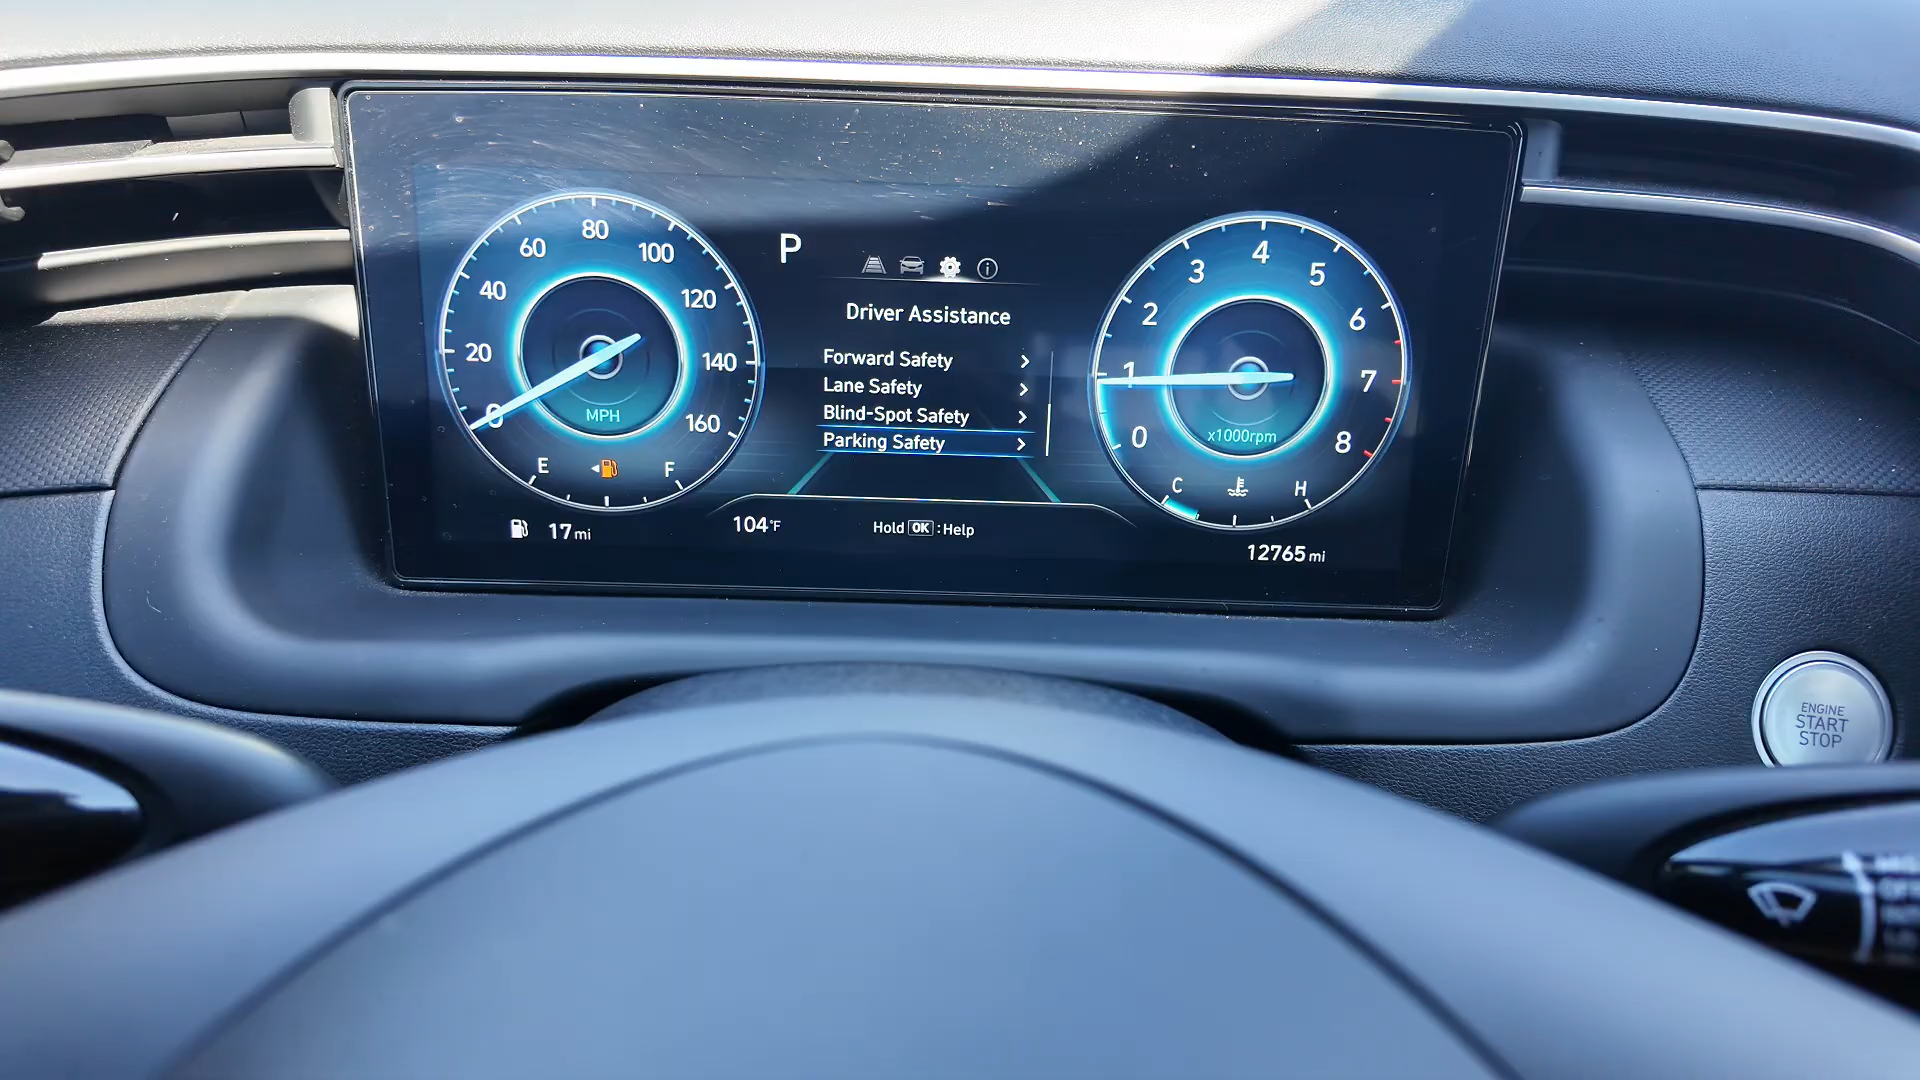 80
60
100
40
120
20
140
0
160
MPH
E
F
17 mi
P
Driver Assistance
Forward Safety
Lane Safety
Blind-Spot Safety
Parking Safety
104°F
Hold OK : Help
4
3
5
2
6
1
7
0
8
x1000rpm
C
H
12765 mi
ENGINE
START
STOP